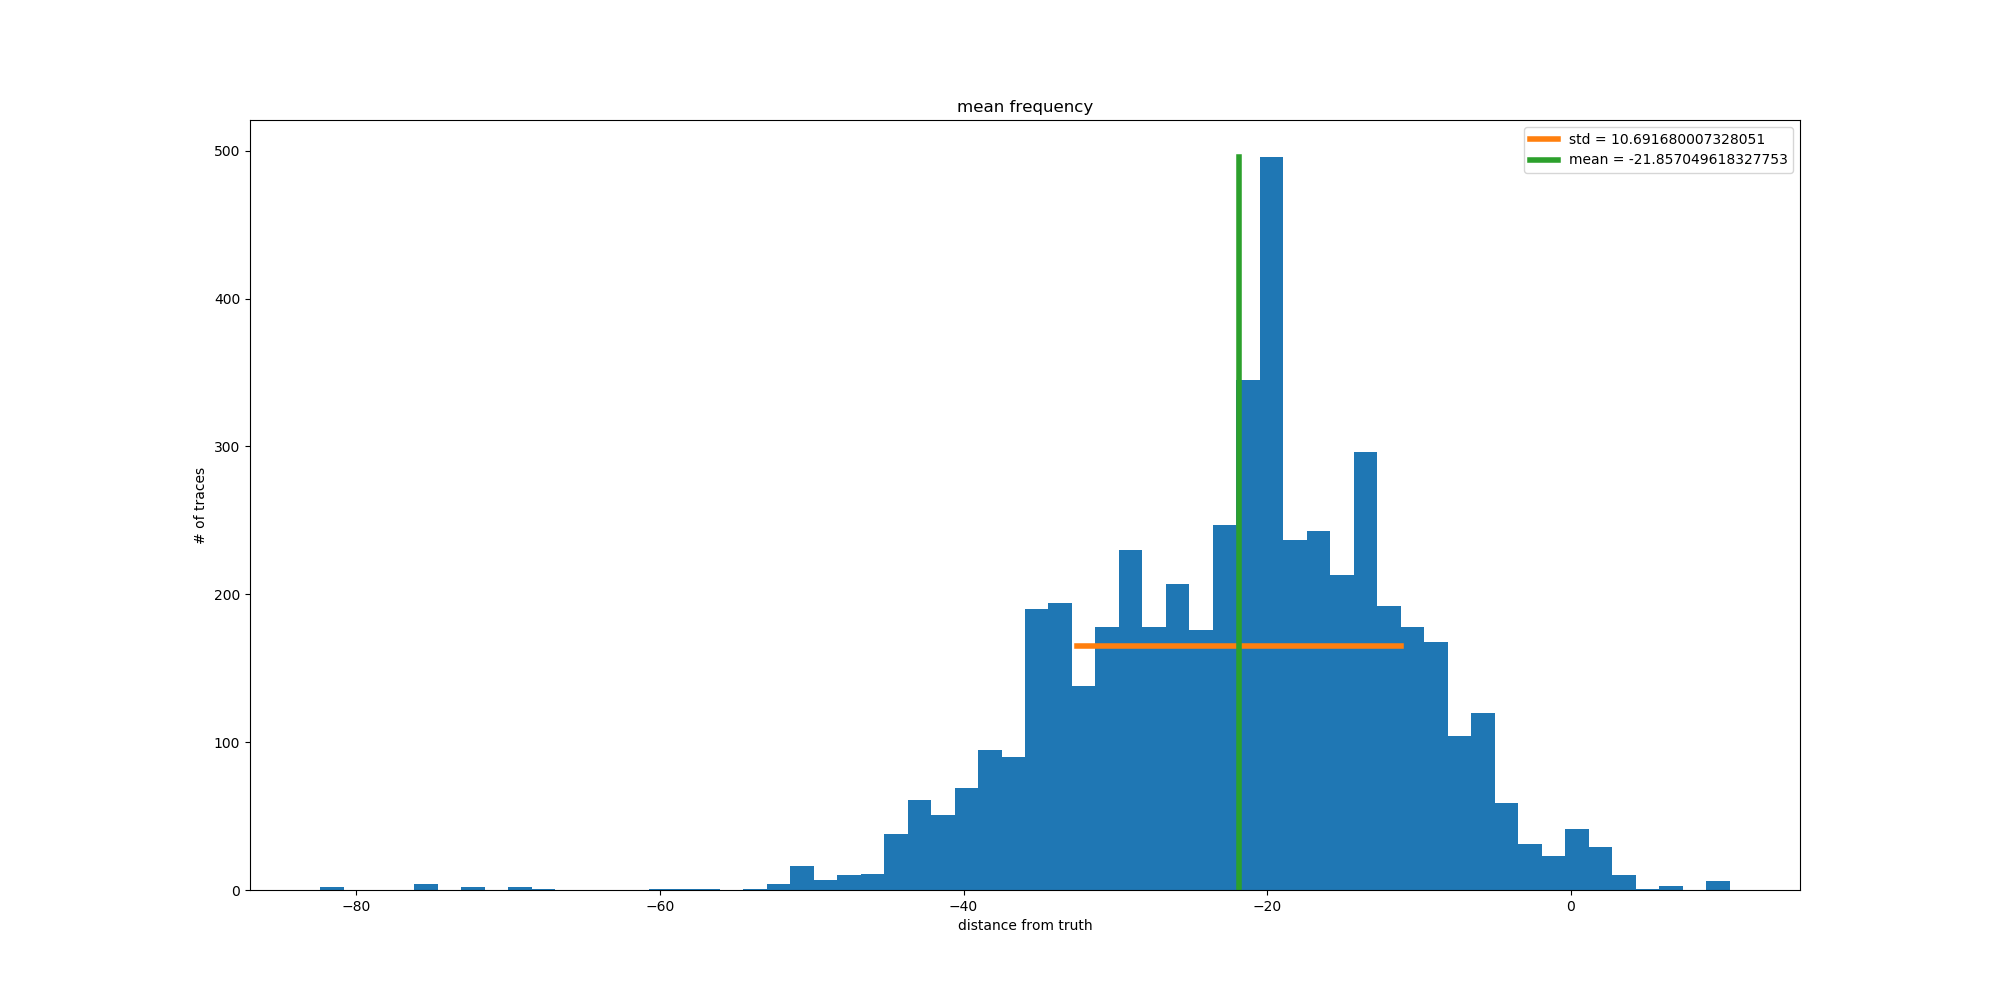 mean frequency
std = 10.691680007328051
mean = -21.857049618327753
500
400
300
200
100
0
# of traces
−80
−60
−40
−20
0
distance from truth